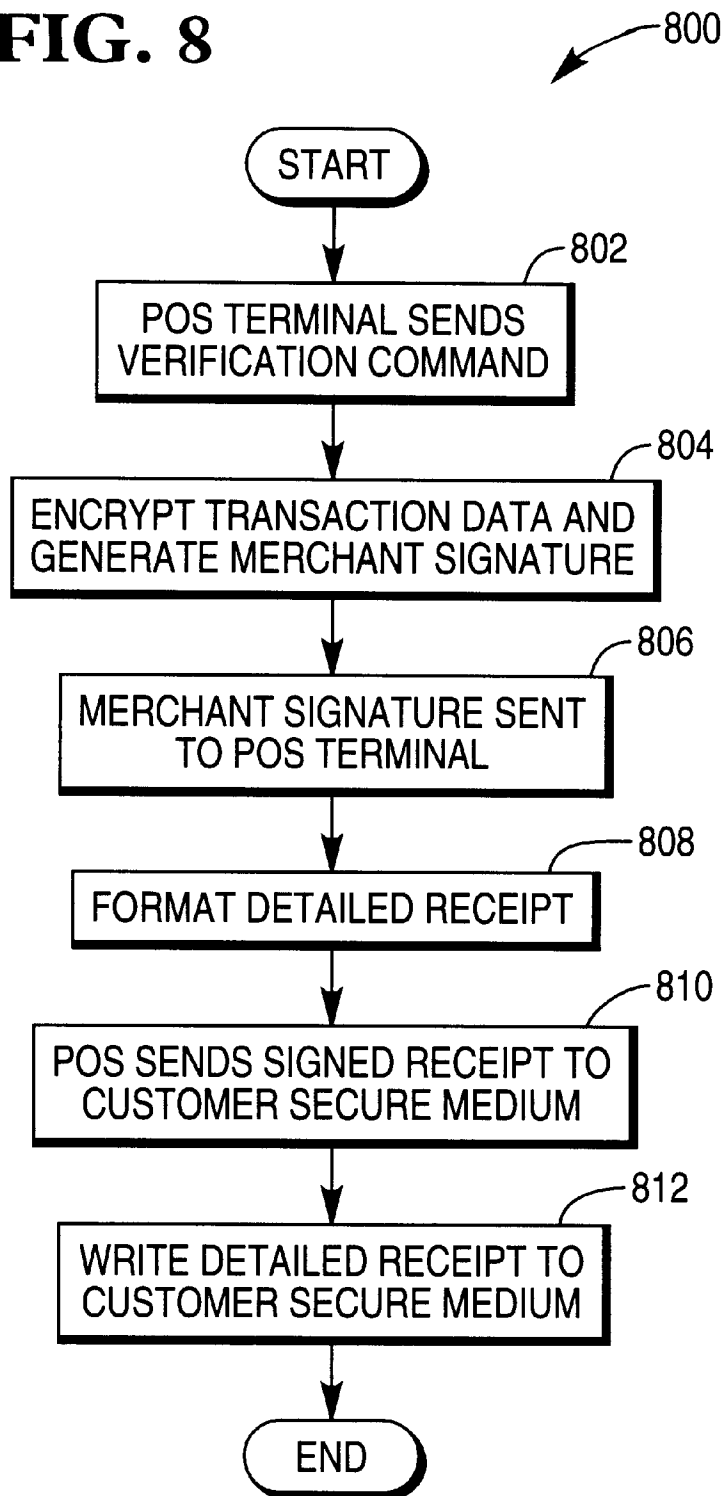 FIG. 8
800
START
802
POS TERMINAL SENDS
VERIFICATION COMMAND
804
ENCRYPT TRANSACTION DATA AND
GENERATE MERCHANT SIGNATURE
806
MERCHANT SIGNATURE SENT
TO POS TERMINAL
808
FORMAT DETAILED RECEIPT
810
POS SENDS SIGNED RECEIPT TO
CUSTOMER SECURE MEDIUM
812
WRITE DETAILED RECEIPT TO
CUSTOMER SECURE MEDIUM
END